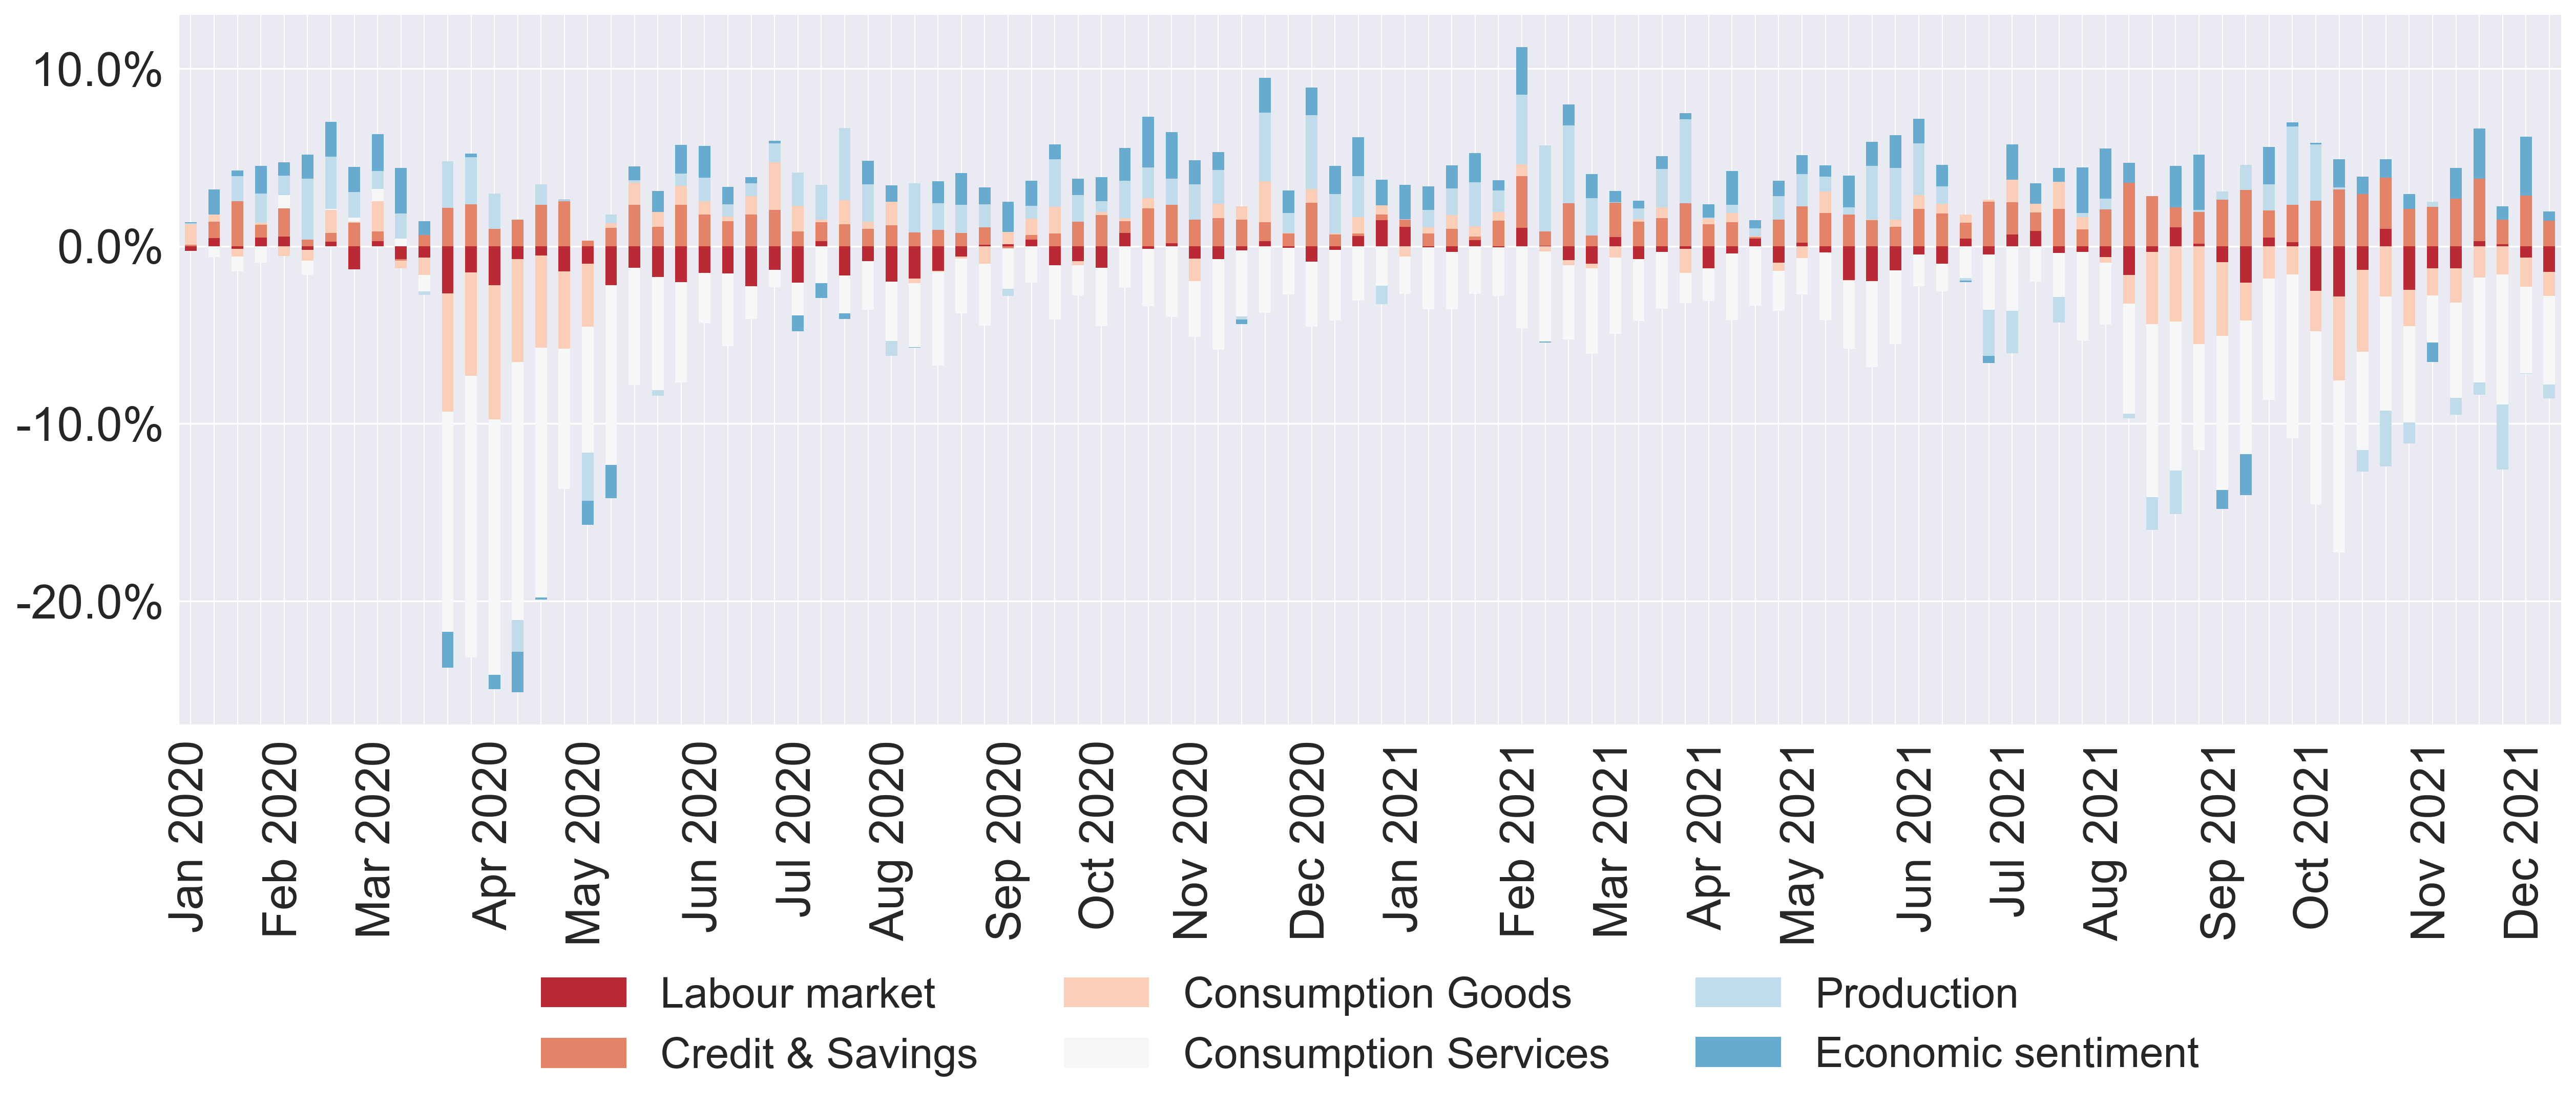 10.0%
0.0%
-10.0%
-20.0%
Jan 2020
Feb 2020
Mar 2020
Apr 2020
May 2020
Jun 2020
Jul 2020
Aug 2020
Sep 2020
Oct 2020
Nov 2020
Dec 2020
Jan 2021
Feb 2021
Mar 2021
Apr 2021
May 2021
Jun 2021
Jul 2021
Aug 2021
Sep 2021
Oct 2021
Nov 2021
Dec 2021
Labour market
Consumption Goods
Production
Credit & Savings
Consumption Services
Economic sentiment